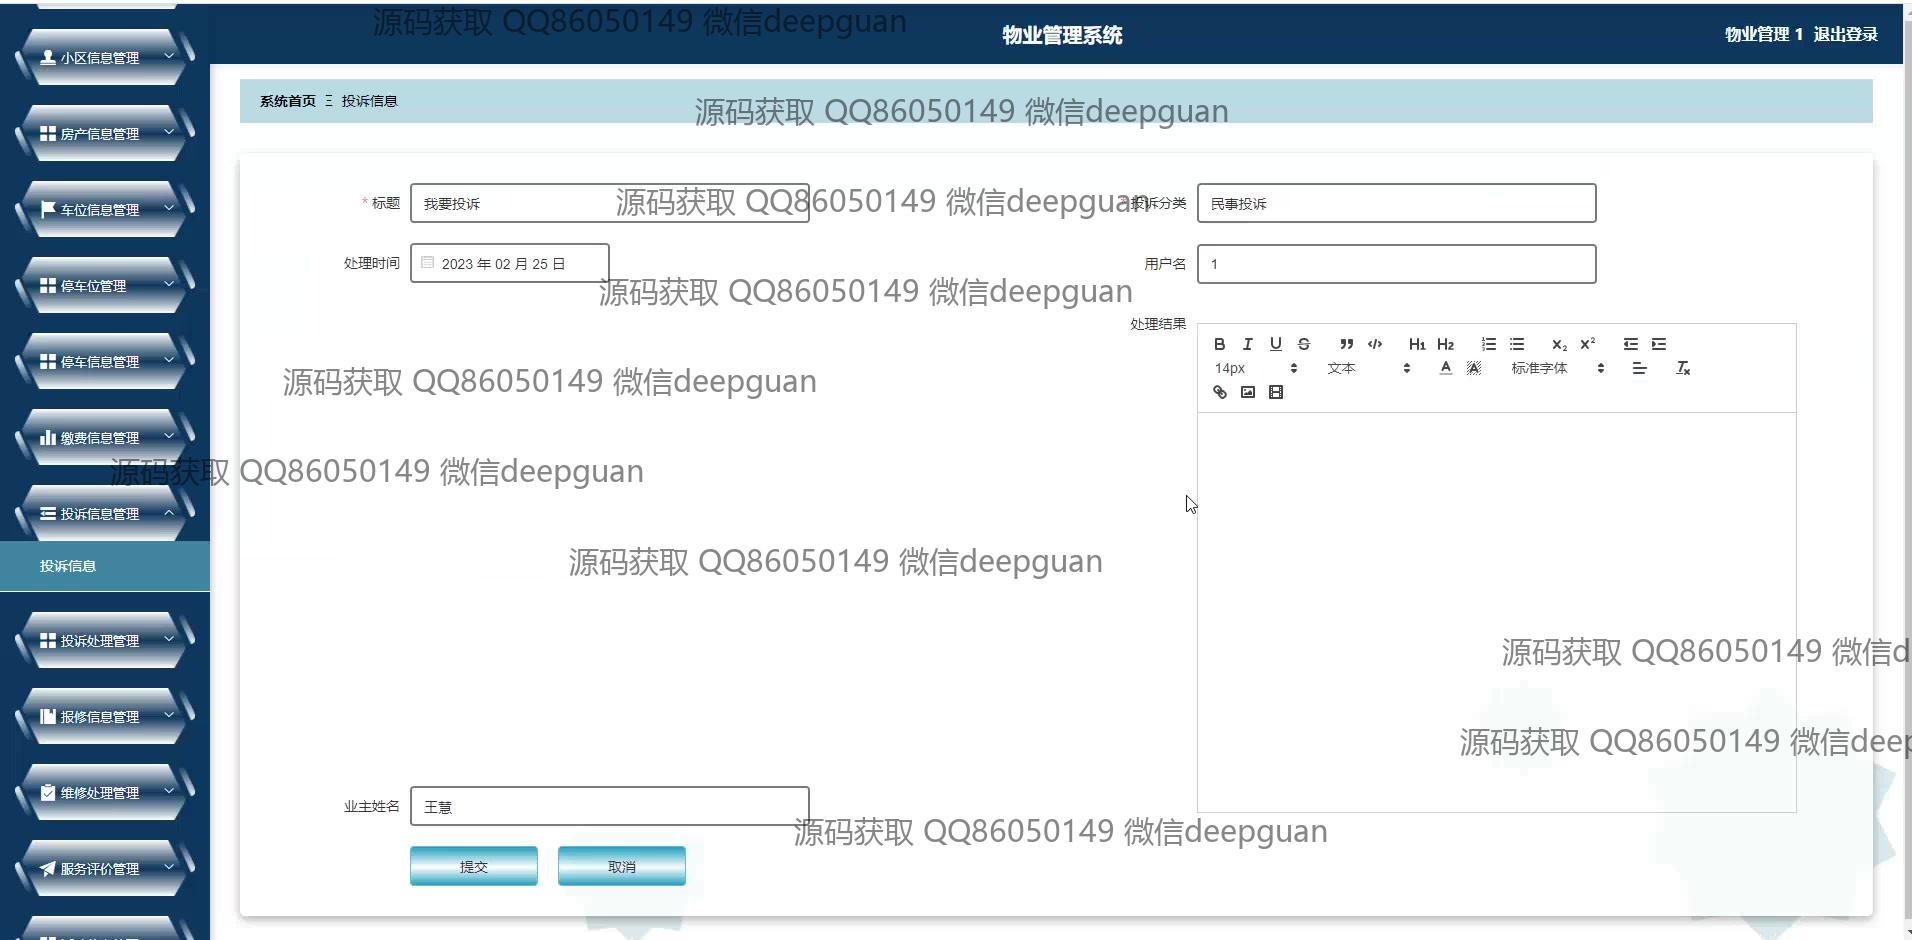 源码获取 QQ86050149 微信deepguan
物业管理系统
物业管理 1 退出登录
小区信息管理
房产信息管理
车位信息管理
停车位管理
停车信息管理
缴费信息管理
投诉信息管理
投诉信息
投诉处理管理
报修信息管理
维修处理管理
服务评价管理
系统首页 Ξ 投诉信息
源码获取 QQ86050149 微信deepguan
* 标题 我要投诉
源码获取 QQ86050149 微信deepguan
投诉分类 民事投诉
处理时间 2023 年 02 月 25 日
用户名 1
源码获取 QQ86050149 微信deepguan
处理结果
B I U S H1 H2 X2 X2
14px 文本 A A 标准字体
源码获取 QQ86050149 微信deepguan
源码获取 QQ86050149 微信deepguan
源码获取 QQ86050149 微信deepguan
源码获取 QQ86050149 微信d
源码获取 QQ86050149 微信deep
业主姓名 王慧
源码获取 QQ86050149 微信deepguan
提交 取消